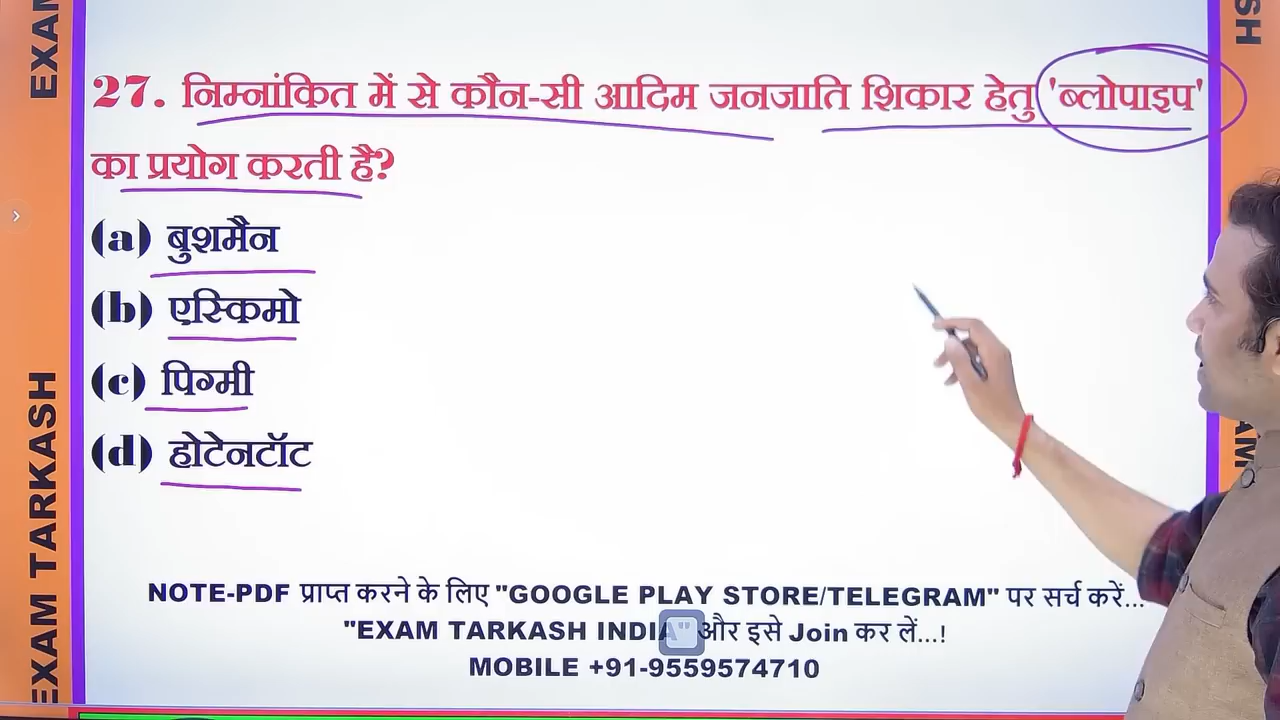 27. निम्नांकित में से कौन-सी आदिम जनजाति शिकार हेतु 'ब्लोपाइप'
का प्रयोग करती है?
(a) बुशमैन
(b) एस्किमो
(c) पिग्मी
(d) होटेनटॉट
NOTE-PDF प्राप्त करने के लिए "GOOGLE PLAY STORE/TELEGRAM" पर सर्च करें...
"EXAM TARKASH INDIA" और इसे Join कर लें...!
MOBILE +91-9559574710
EXAM TARKASH